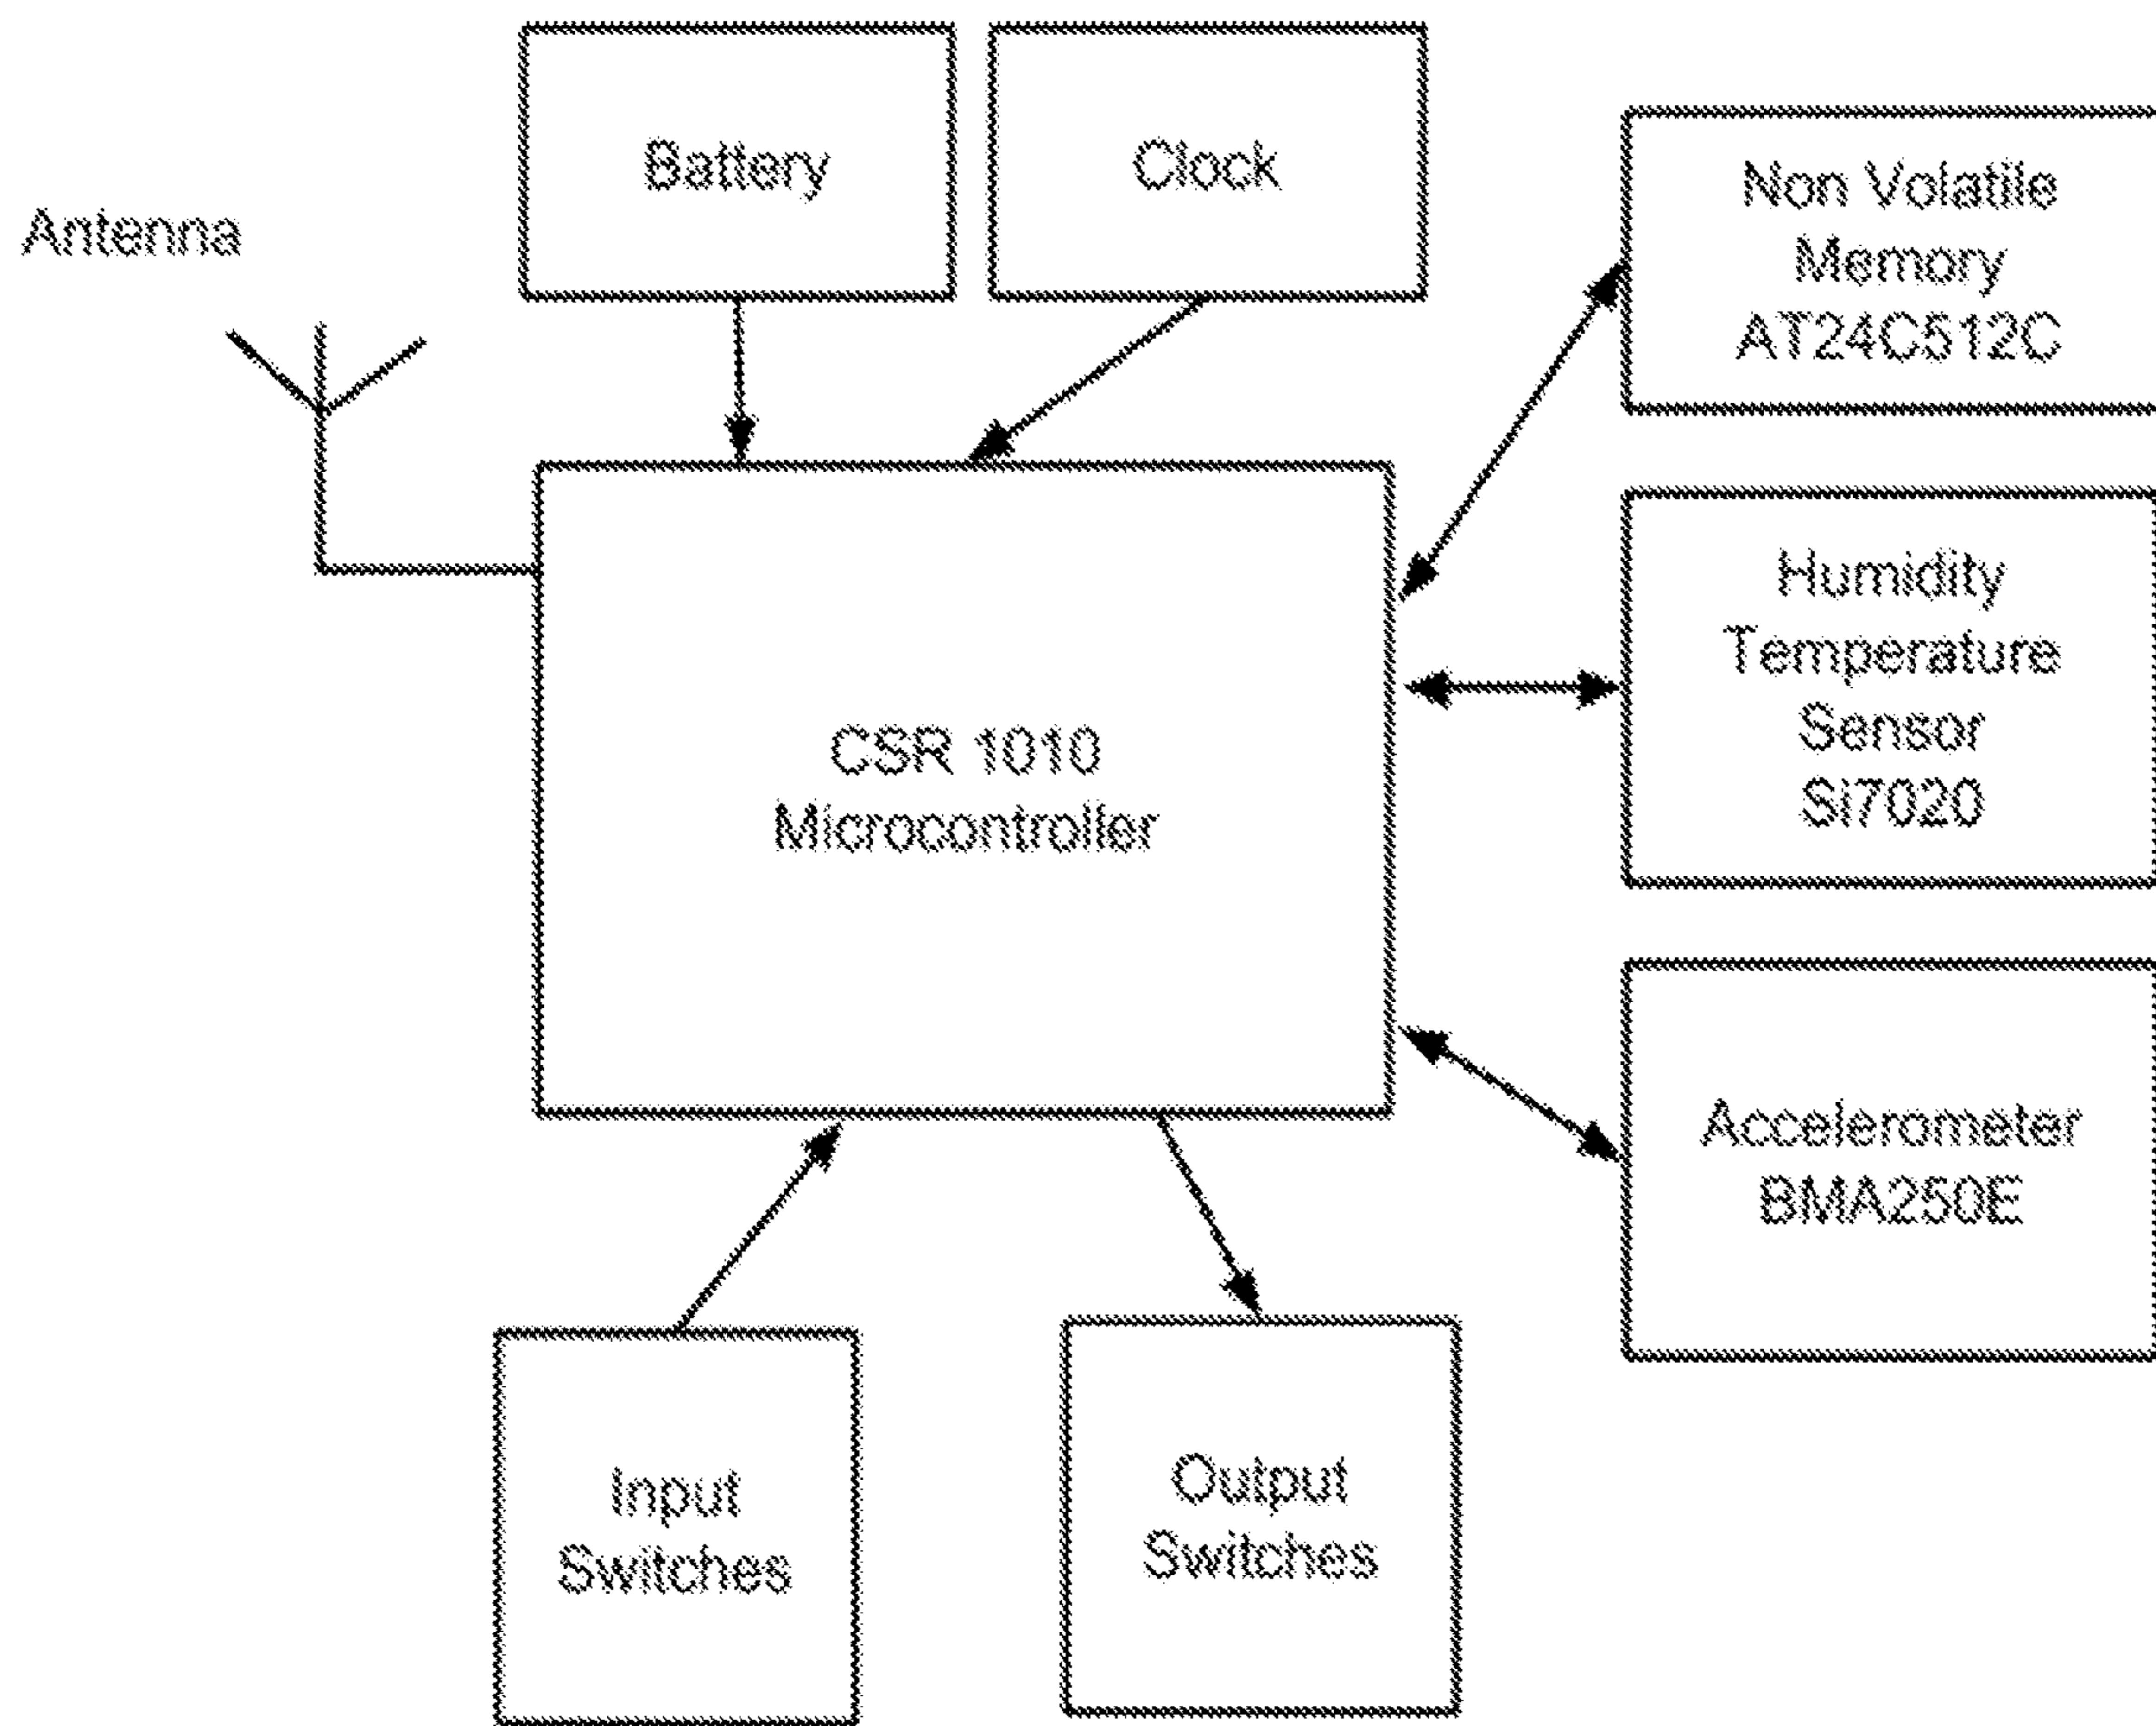 Battery
Clock
Antenna
Non Volatile
Memory
AT24C512C
Humidity
Temperature
Sensor
Si7020
CSR 1010
Microcontroller
Accelerometer
BMA250E
Input
Switches
Output
Switches